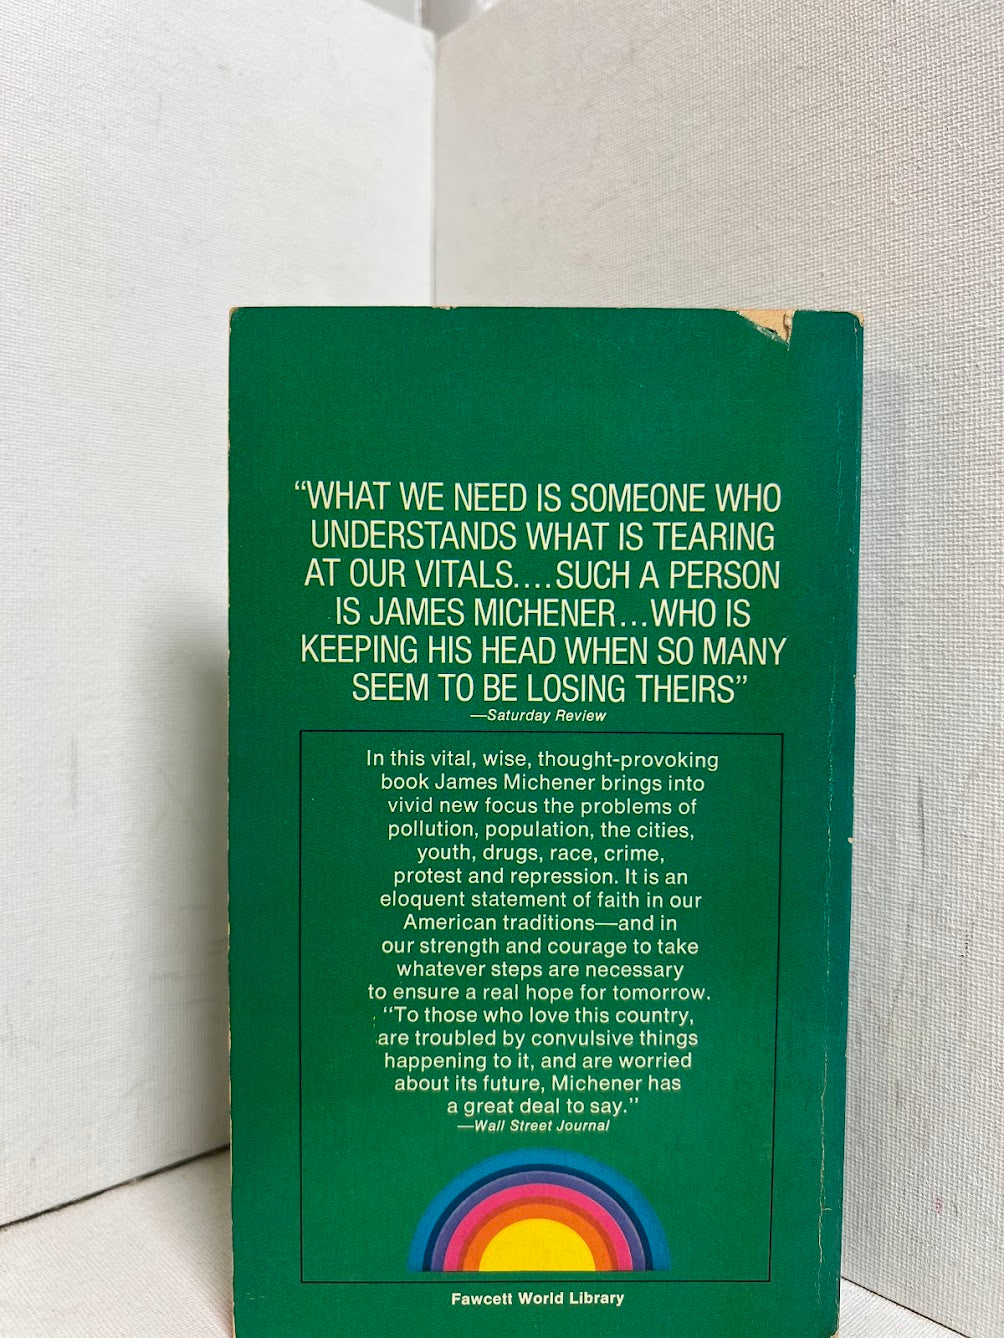 “WHAT WE NEED IS SOMEONE WHO
UNDERSTANDS WHAT IS TEARING
AT OUR VITALS....SUCH A PERSON
IS JAMES MICHENER...WHO IS
KEEPING HIS HEAD WHEN SO MANY
SEEM TO BE LOSING THEIRS”
—Saturday Review
In this vital, wise, thought-provoking
book James Michener brings into
vivid new focus the problems of
pollution, population, the cities,
youth, drugs, race, crime,
protest and repression. It is an
eloquent statement of faith in our
American traditions—and in
our strength and courage to take
whatever steps are necessary
to ensure a real hope for tomorrow.
“To those who love this country,
are troubled by convulsive things
happening to it, and are worried
about its future, Michener has
a great deal to say.”
—Wall Street Journal
Fawcett World Library